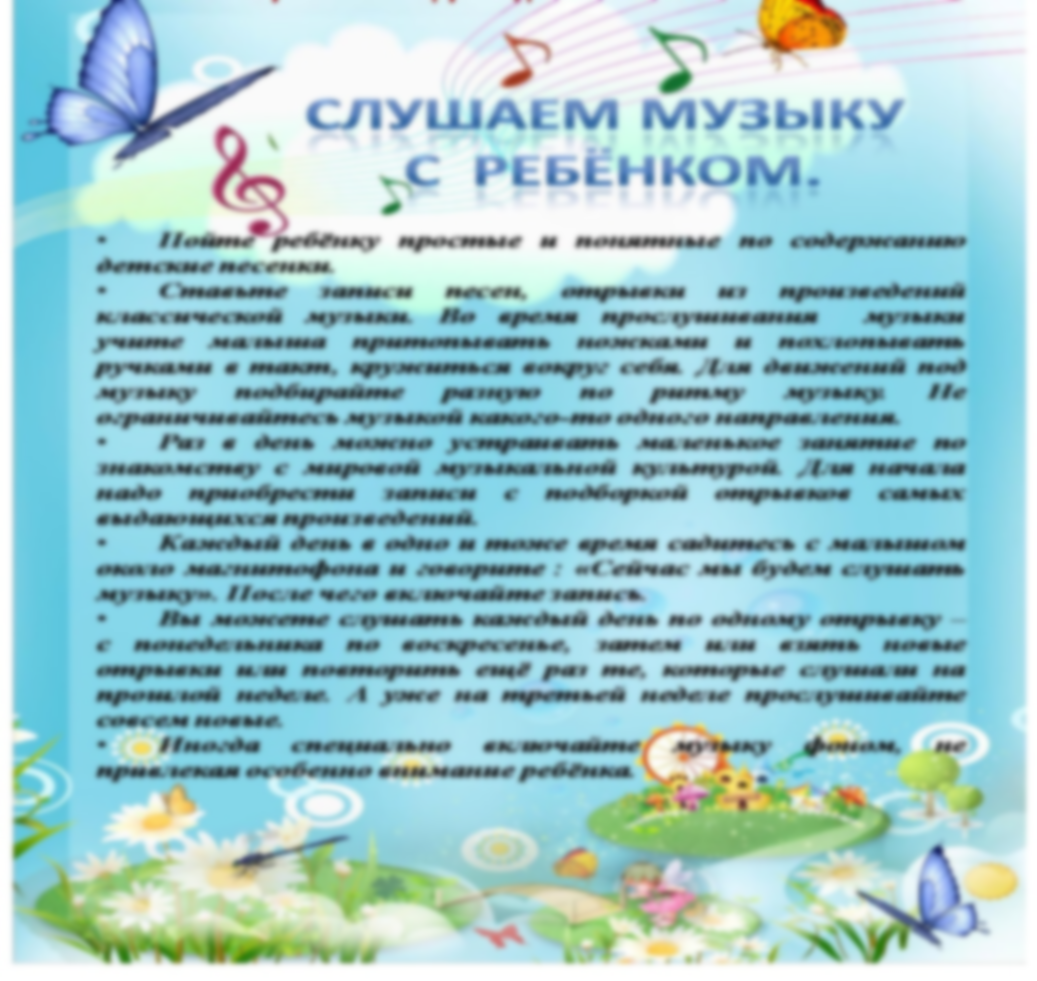 СЛУШАЕМ МУЗЫКУ
С РЕБЁНКОМ.
• Пойте ребёнку простые и понятные по содержанию
детские песенки.
• Ставьте записи песен, отрывки из произведений
классической музыки. Во время прослушивания музыки
учите малыша притопывать ножками и похлопывать
ручками в такт, кружиться вокруг себя. Для движений под
музыку подбирайте разную по ритму музыку. Не
ограничивайтесь музыкой какого-то одного направления.
• Раз в день можно устраивать маленькое занятие по
знакомству с мировой музыкальной культурой. Для начала
надо приобрести записи с подборкой отрывков самых
выдающихся произведений.
• Каждый день в одно и тоже время садитесь с малышом
около магнитофона и говорите : «Сейчас мы будем слушать
музыку». После чего включайте запись.
• Вы можете слушать каждый день по одному отрывку –
с понедельника по воскресенье, затем или взять новые
отрывки или повторить ещё раз те, которые слушали на
прошлой неделе. А уже на третьей неделе прослушивайте
совсем новые.
• Иногда специально включайте музыку фоном, не
привлекая особенно внимание ребёнка.